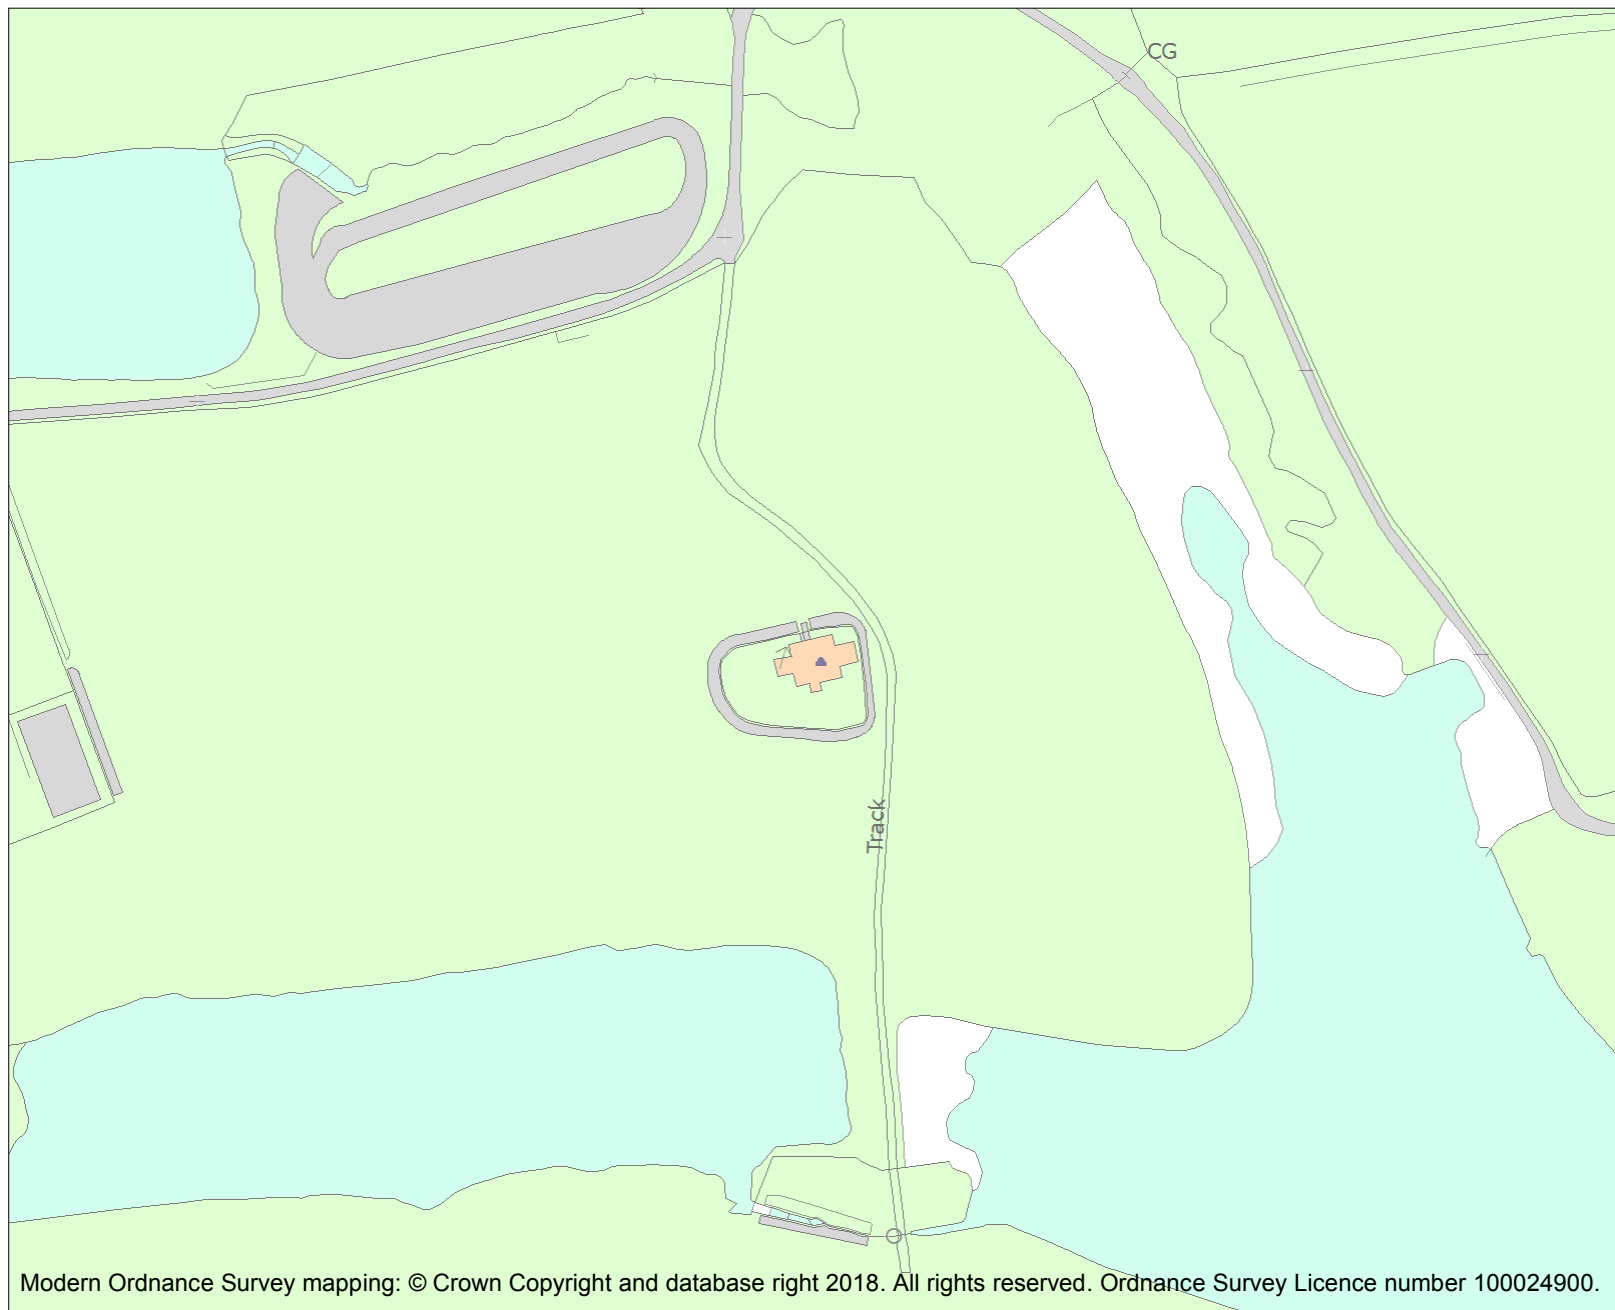 CG
Track
Modern Ordnance Survey mapping: © Crown Copyright and database right 2018. All rights reserved. Ordnance Survey Licence number 100024900.